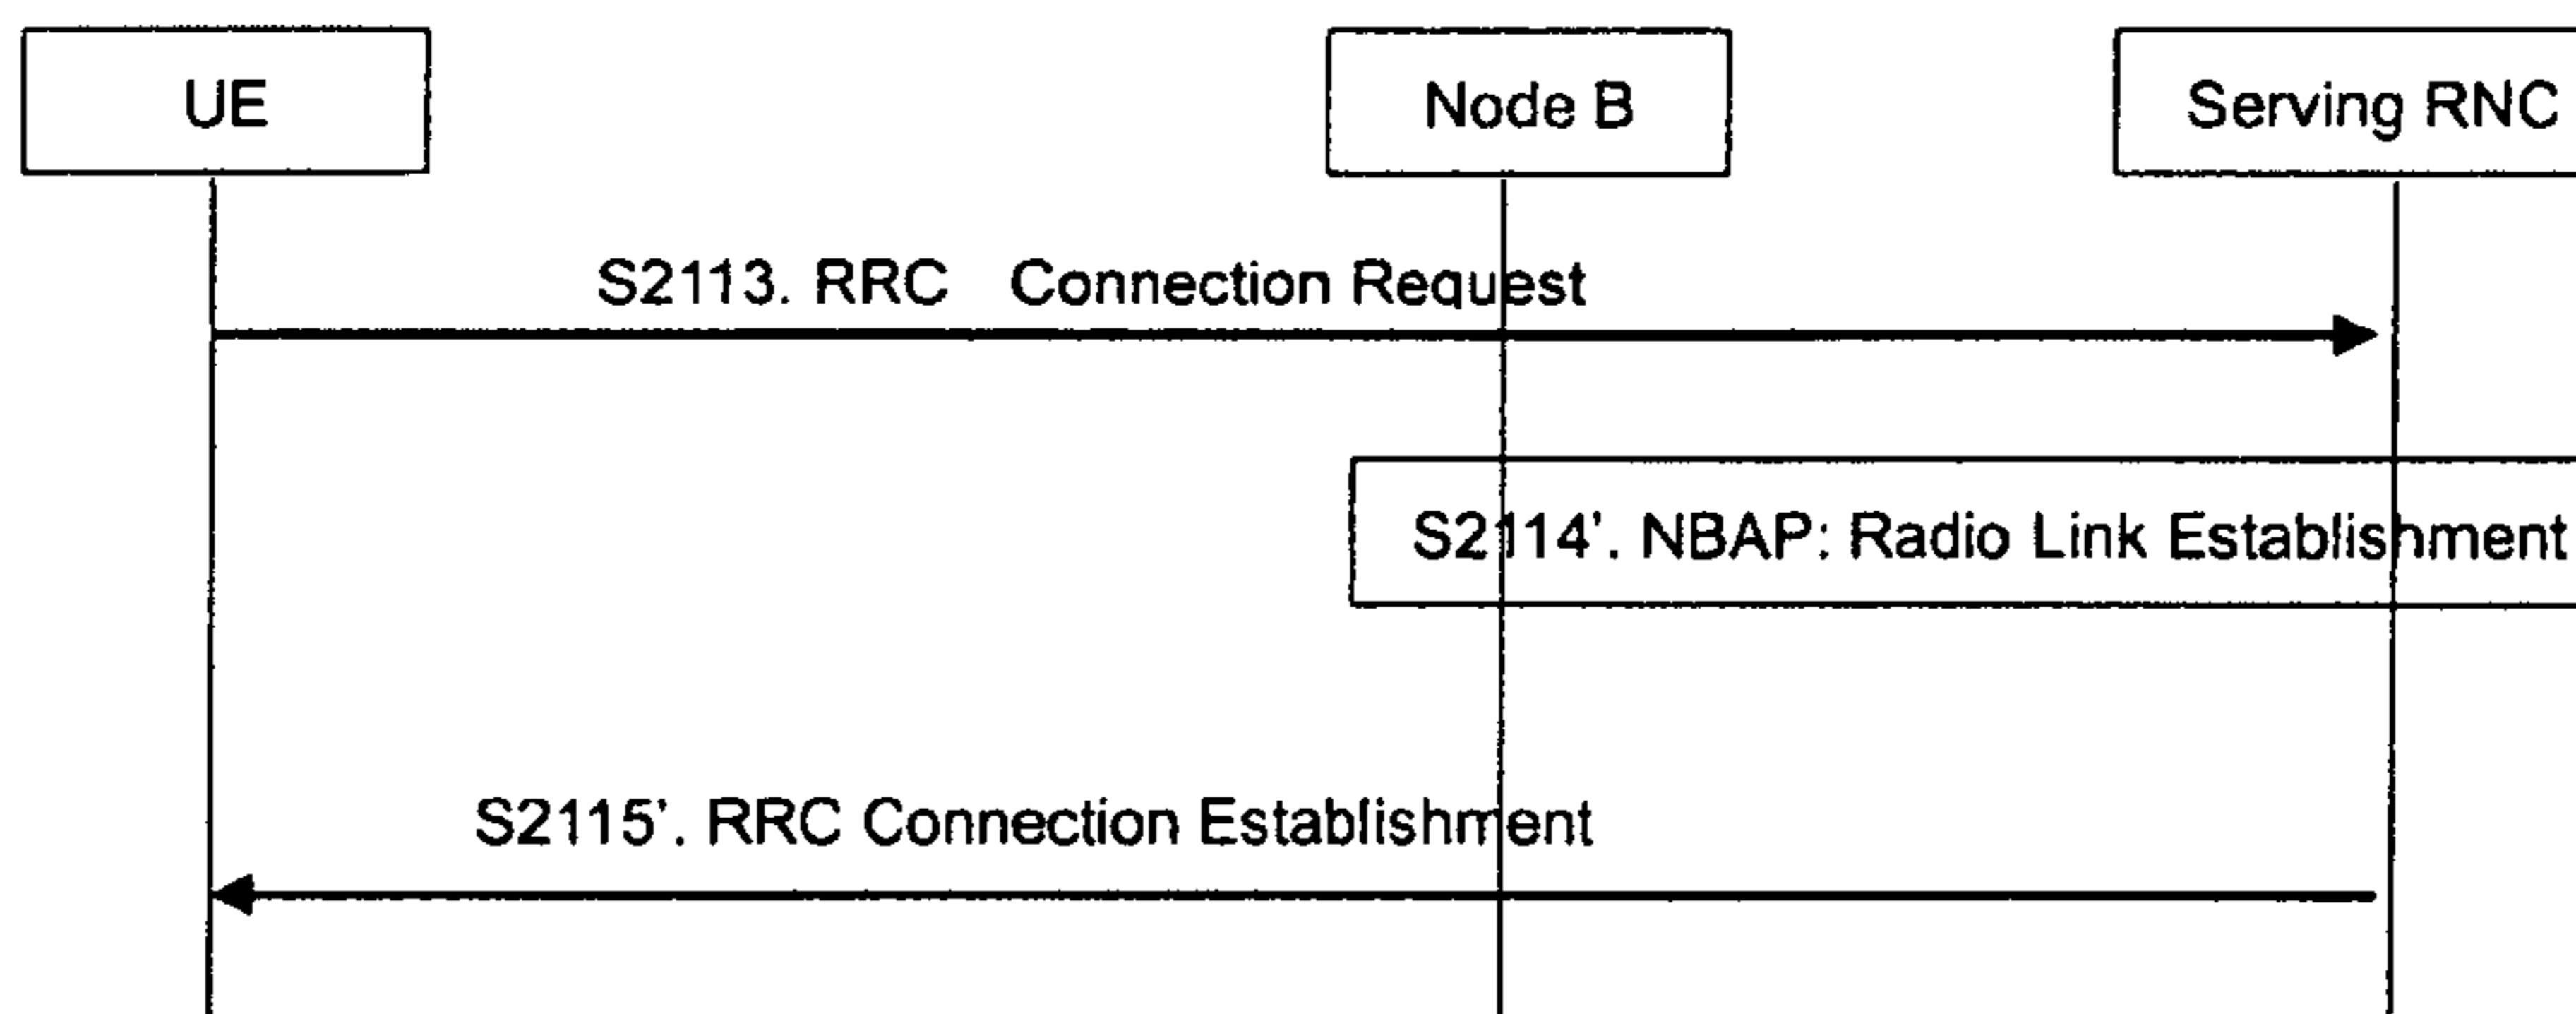 UE
Node B
Serving RNC
S2113. RRC Connection Request
S2114'. NBAP: Radio Link Establishment
S2115'. RRC Connection Establishment